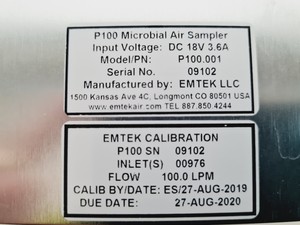 P100 Microbial Air Sampler
Input Voltage: DC 18V 3.6A
Model/PN: P100.001
Serial No. 09102
Manufactured by: EMTEK LLC
1500 Kansas Ave 4C, Longmont CO 80501 USA
www.emtekair.com TEL 887.850 4244
EMTEK CALIBRATION
P100 SN 09102
INLET(S) 00976
FLOW 100.0 LPM
CALIB BY/DATE: ES/27-AUG-2019
DUE DATE: 27-AUG-2020